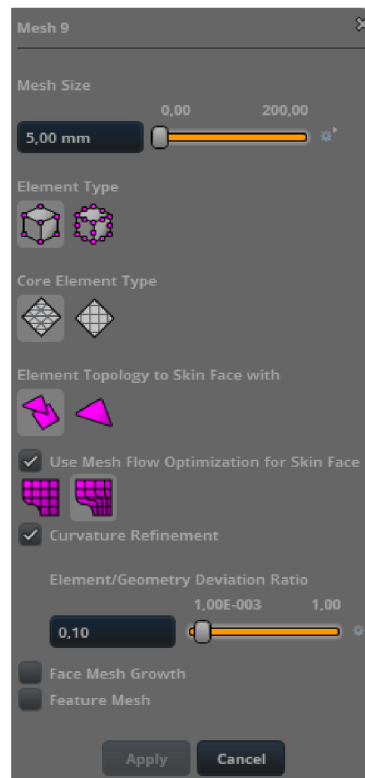 Mesh 9
Mesh Size
0,00 200,00
5,00 mm
Element Type
Core Element Type
Element Topology to Skin Face with
Use Mesh Flow Optimization for Skin Face
Curvature Refinement
Element/Geometry Deviation Ratio
1,00E-003 1,00
0,10
Face Mesh Growth
Feature Mesh
Apply Cancel